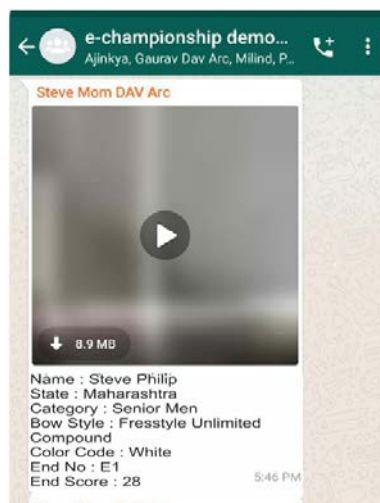 e-championship demo...
Ajinkya, Gaurav Dav Arc, Milind, P...
Steve Mom DAV Arc
8.9 MB
Name : Steve Philip
State : Maharashtra
Category : Senior Men
Bow Style : Fresstyle Unlimited
Compound
Color Code : White
End No : E1
End Score : 28
5:46 PM